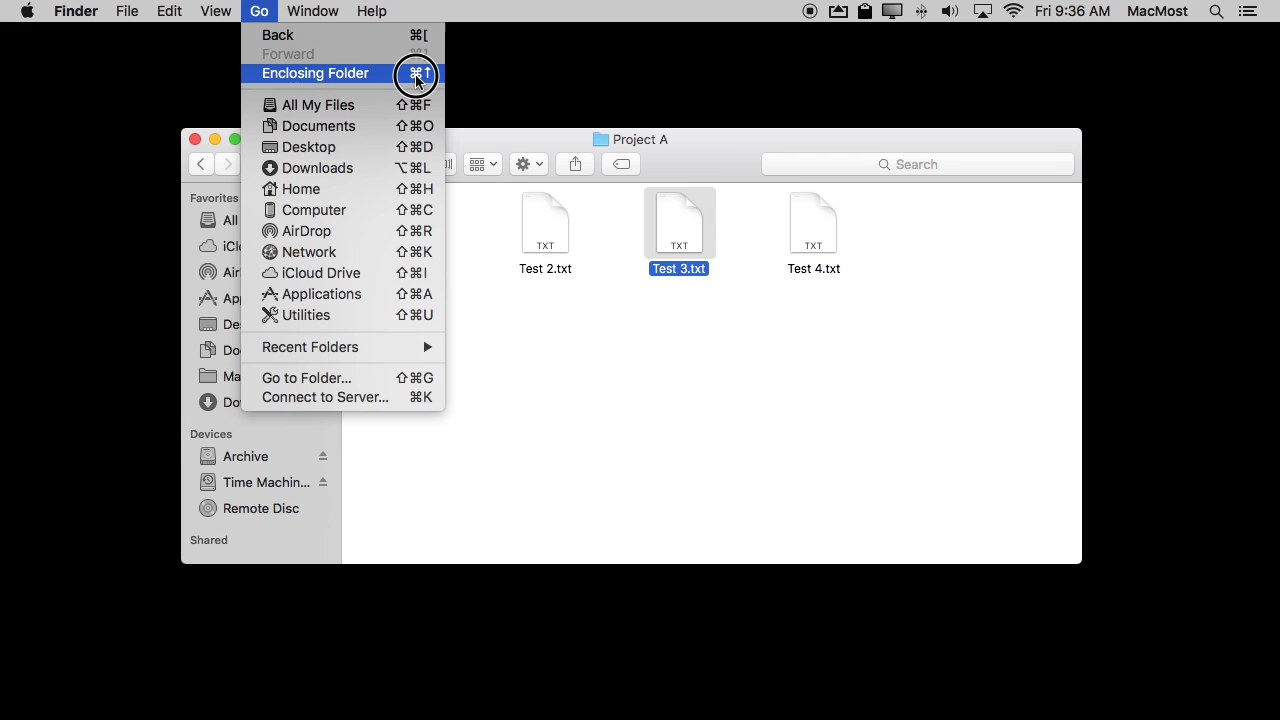 Finder File Edit View Go Window Help Fri 9:36 AM MacMost
Back ⌘[
Forward
Enclosing Folder ⌘↑
All My Files ⇧⌘F
Documents ⇧⌘O
Desktop ⇧⌘D
Downloads ⌥⌘L
Home ⇧⌘H
Computer ⇧⌘C
AirDrop ⇧⌘R
Network ⇧⌘K
iCloud Drive ⇧⌘I
Applications ⇧⌘A
Utilities ⇧⌘U
Recent Folders
Go to Folder... ⇧⌘G
Connect to Server... ⌘K
Project A
Search
Favorites
All
Devices
Archive
Time Machin...
Remote Disc
Shared
TXT TXT TXT
Test 2.txt Test 3.txt Test 4.txt